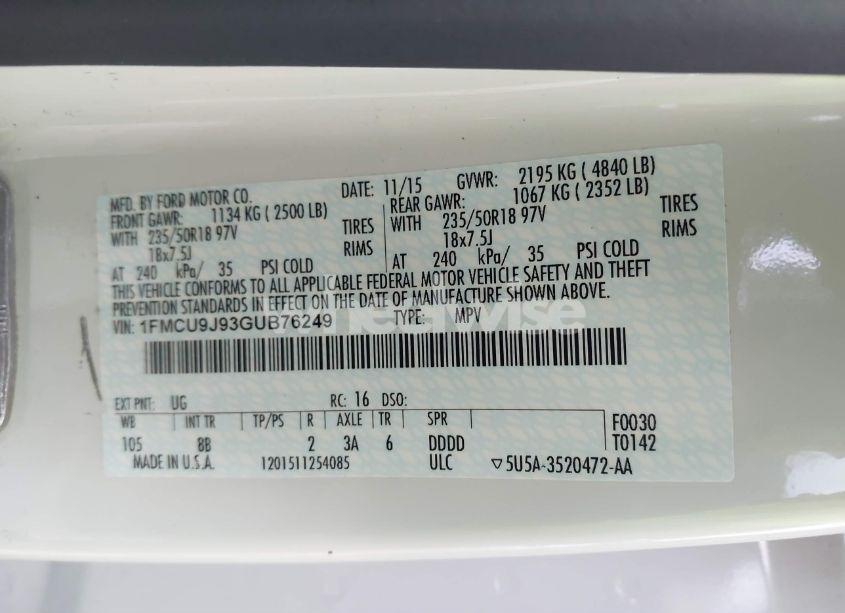 MFD. BY FORD MOTOR CO. DATE: 11/15 GVWR: 2195 KG ( 4840 LB)
FRONT GAWR: 1134 KG ( 2500 LB) REAR GAWR: 1067 KG ( 2352 LB)
WITH 235/50R18 97V TIRES WITH 235/50R18 97V TIRES
18x7.5J RIMS 18x7.5J RIMS
AT 240 kPa/ 35 PSI COLD AT 240 kPa/ 35 PSI COLD
THIS VEHICLE CONFORMS TO ALL APPLICABLE FEDERAL MOTOR VEHICLE SAFETY AND THEFT
PREVENTION STANDARDS IN EFFECT ON THE DATE OF MANUFACTURE SHOWN ABOVE.
VIN: 1FMCU9J93GUB76249 TYPE: MPV
EXT PNT: UG RC: 16 DSO:
WB INT TR TP/PS R AXLE TR SPR F0030
105 8B 2 3A 6 DDDD T0142
MADE IN U.S.A. 1201511254085 ULC ▽5U5A-3520472-AA